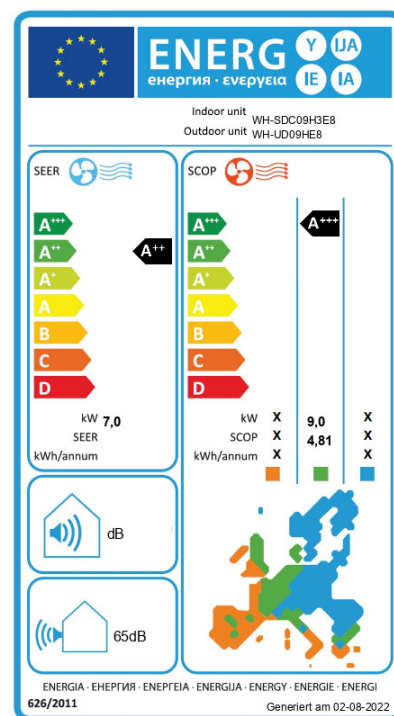 ENERG Y IJA
енергия · ενεργεια IE IA
Indoor unit WH-SDC09H3E8
Outdoor unit WH-UD09HE8
SEER
A+++
A++ A++
A+
A
B
C
D
kW 7,0
SEER
kWh/annum
SCOP
A+++ A+++
A++
A+
A
B
C
D
kW X 9,0 X
SCOP X 4,81 X
kWh/annum X X X
dB
65dB
ENERGIA · ЕНЕРГИЯ · ΕΝΕΡΓΕΙΑ · ENERGIJA · ENERGY · ENERGIE · ENERGI
626/2011 Generiert am 02-08-2022